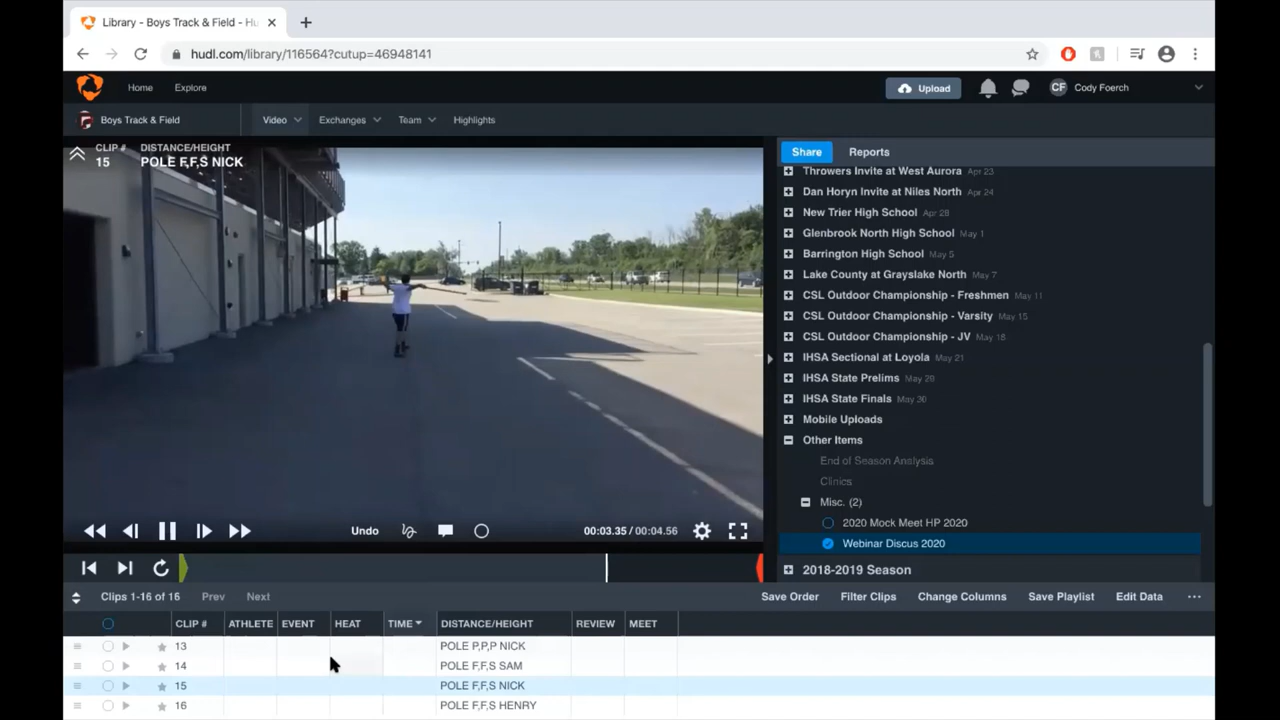 Library - Boys Track & Field - Hu
hudl.com/library/116564?cutup=46948141
Home Explore Upload CF Cody Foerch
Boys Track & Field Video Exchanges Team Highlights
CLIP # DISTANCE/HEIGHT
15 POLE F,F,S NICK
Share Reports
Throwers Invite at West Aurora Apr 23
Dan Horyn Invite at Niles North Apr 24
New Trier High School Apr 28
Glenbrook North High School May 1
Barrington High School May 5
Lake County at Grayslake North May 7
CSL Outdoor Championship - Freshmen May 11
CSL Outdoor Championship - Varsity May 15
CSL Outdoor Championship - JV May 16
IHSA Sectional at Loyola May 21
IHSA State Prelims May 29
IHSA State Finals May 30
Mobile Uploads
Other Items
End of Season Analysis
Clinics
Misc. (2)
2020 Mock Meet HP 2020
Webinar Discus 2020
2018-2019 Season
Undo 00:03.35 / 00:04.56
Clips 1-16 of 16 Prev Next Save Order Filter Clips Change Columns Save Playlist Edit Data
CLIP # ATHLETE EVENT HEAT TIME DISTANCE/HEIGHT REVIEW MEET
13 POLE P,P,P NICK
14 POLE F,F,S SAM
15 POLE F,F,S NICK
16 POLE F,F,S HENRY